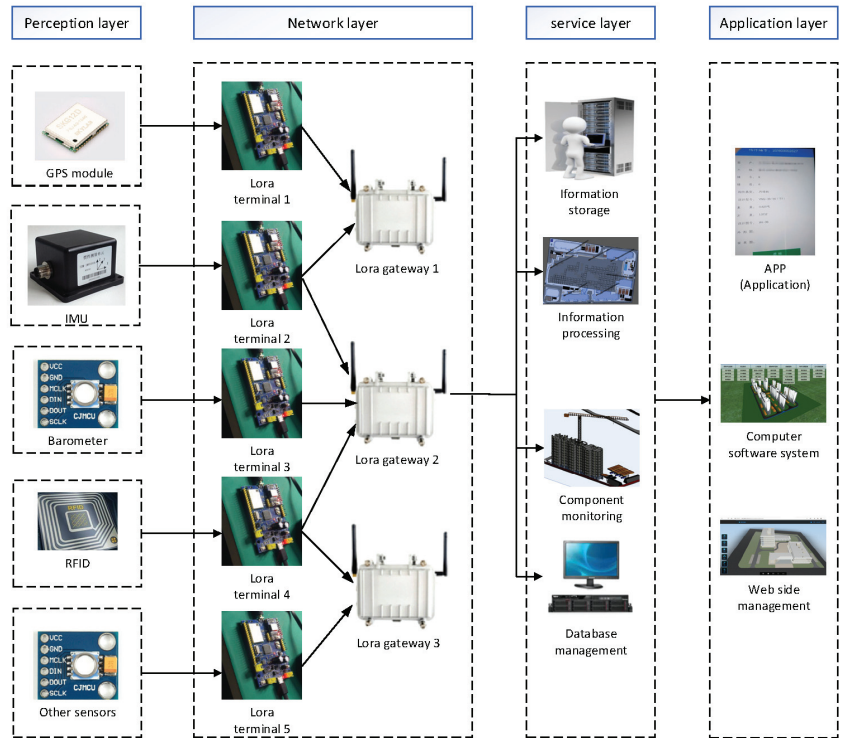 Perception layer
Network layer
service layer
Application layer
GPS module
IMU
VCC
GND
MCLK
DIN
DOUT
SCLK
CJMCU
Barometer
RFID
RFID
VCC
GND
MCLK
DIN
DOUT
SCLK
CJMCU
Other sensors
Lora
terminal 1
Lora
terminal 2
Lora
terminal 3
Lora
terminal 4
Lora
terminal 5
Lora gateway 1
Lora gateway 2
Lora gateway 3
Iformation
storage
Information
processing
Component
monitoring
Database
management
APP
(Application)
Computer
software system
Web side
management